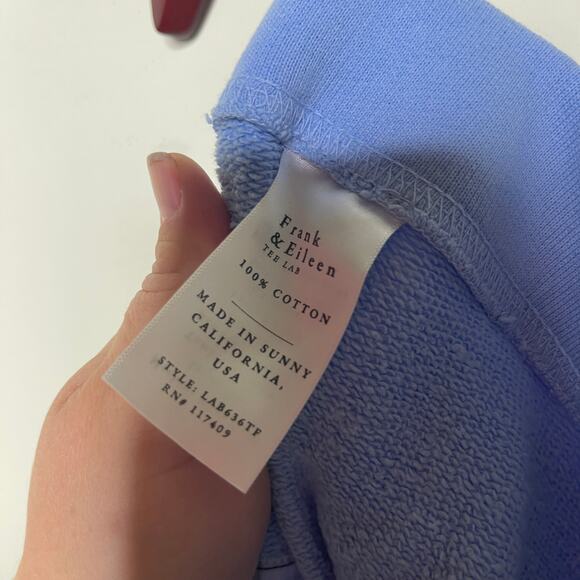 Frank
& Eileen
TEE LAB
100% COTTON
MADE IN SUNNY
CALIFORNIA,
USA
STYLE: LAB636TF
RN# 117409